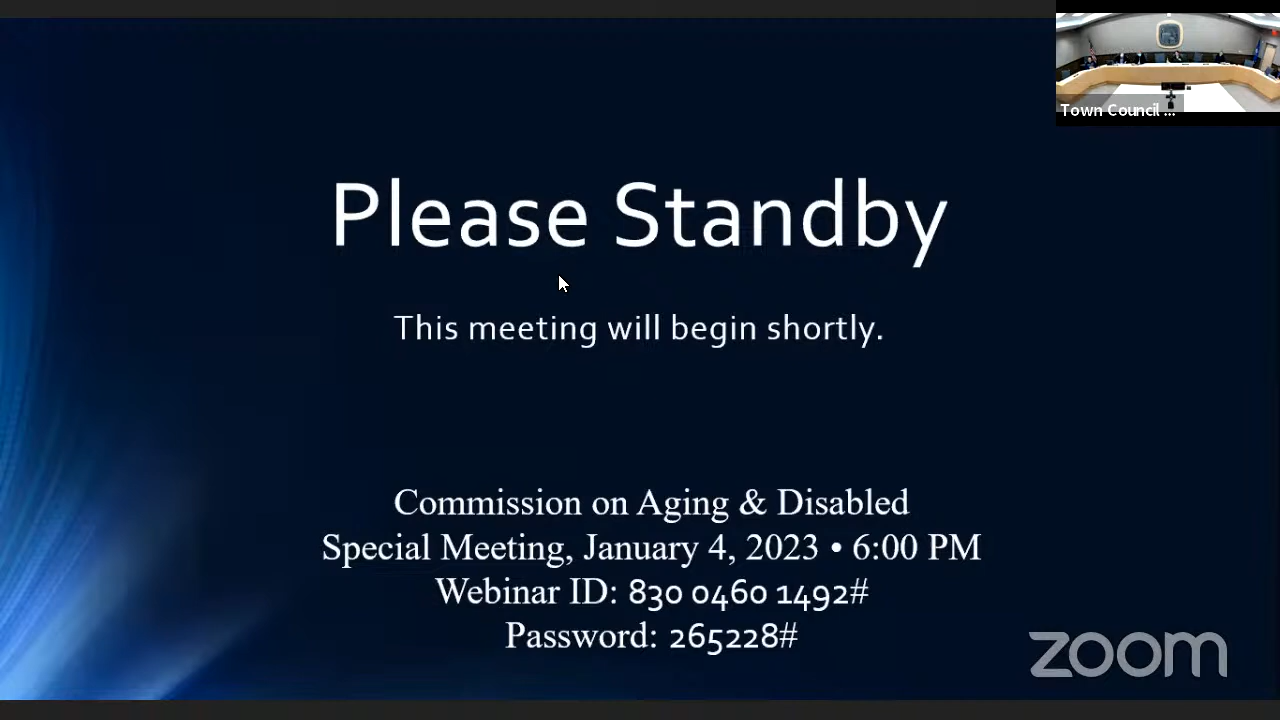 Town Council ...
Please Standby
This meeting will begin shortly.
Commission on Aging & Disabled
Special Meeting, January 4, 2023 • 6:00 PM
Webinar ID: 830 0460 1492#
Password: 265228#
zoom